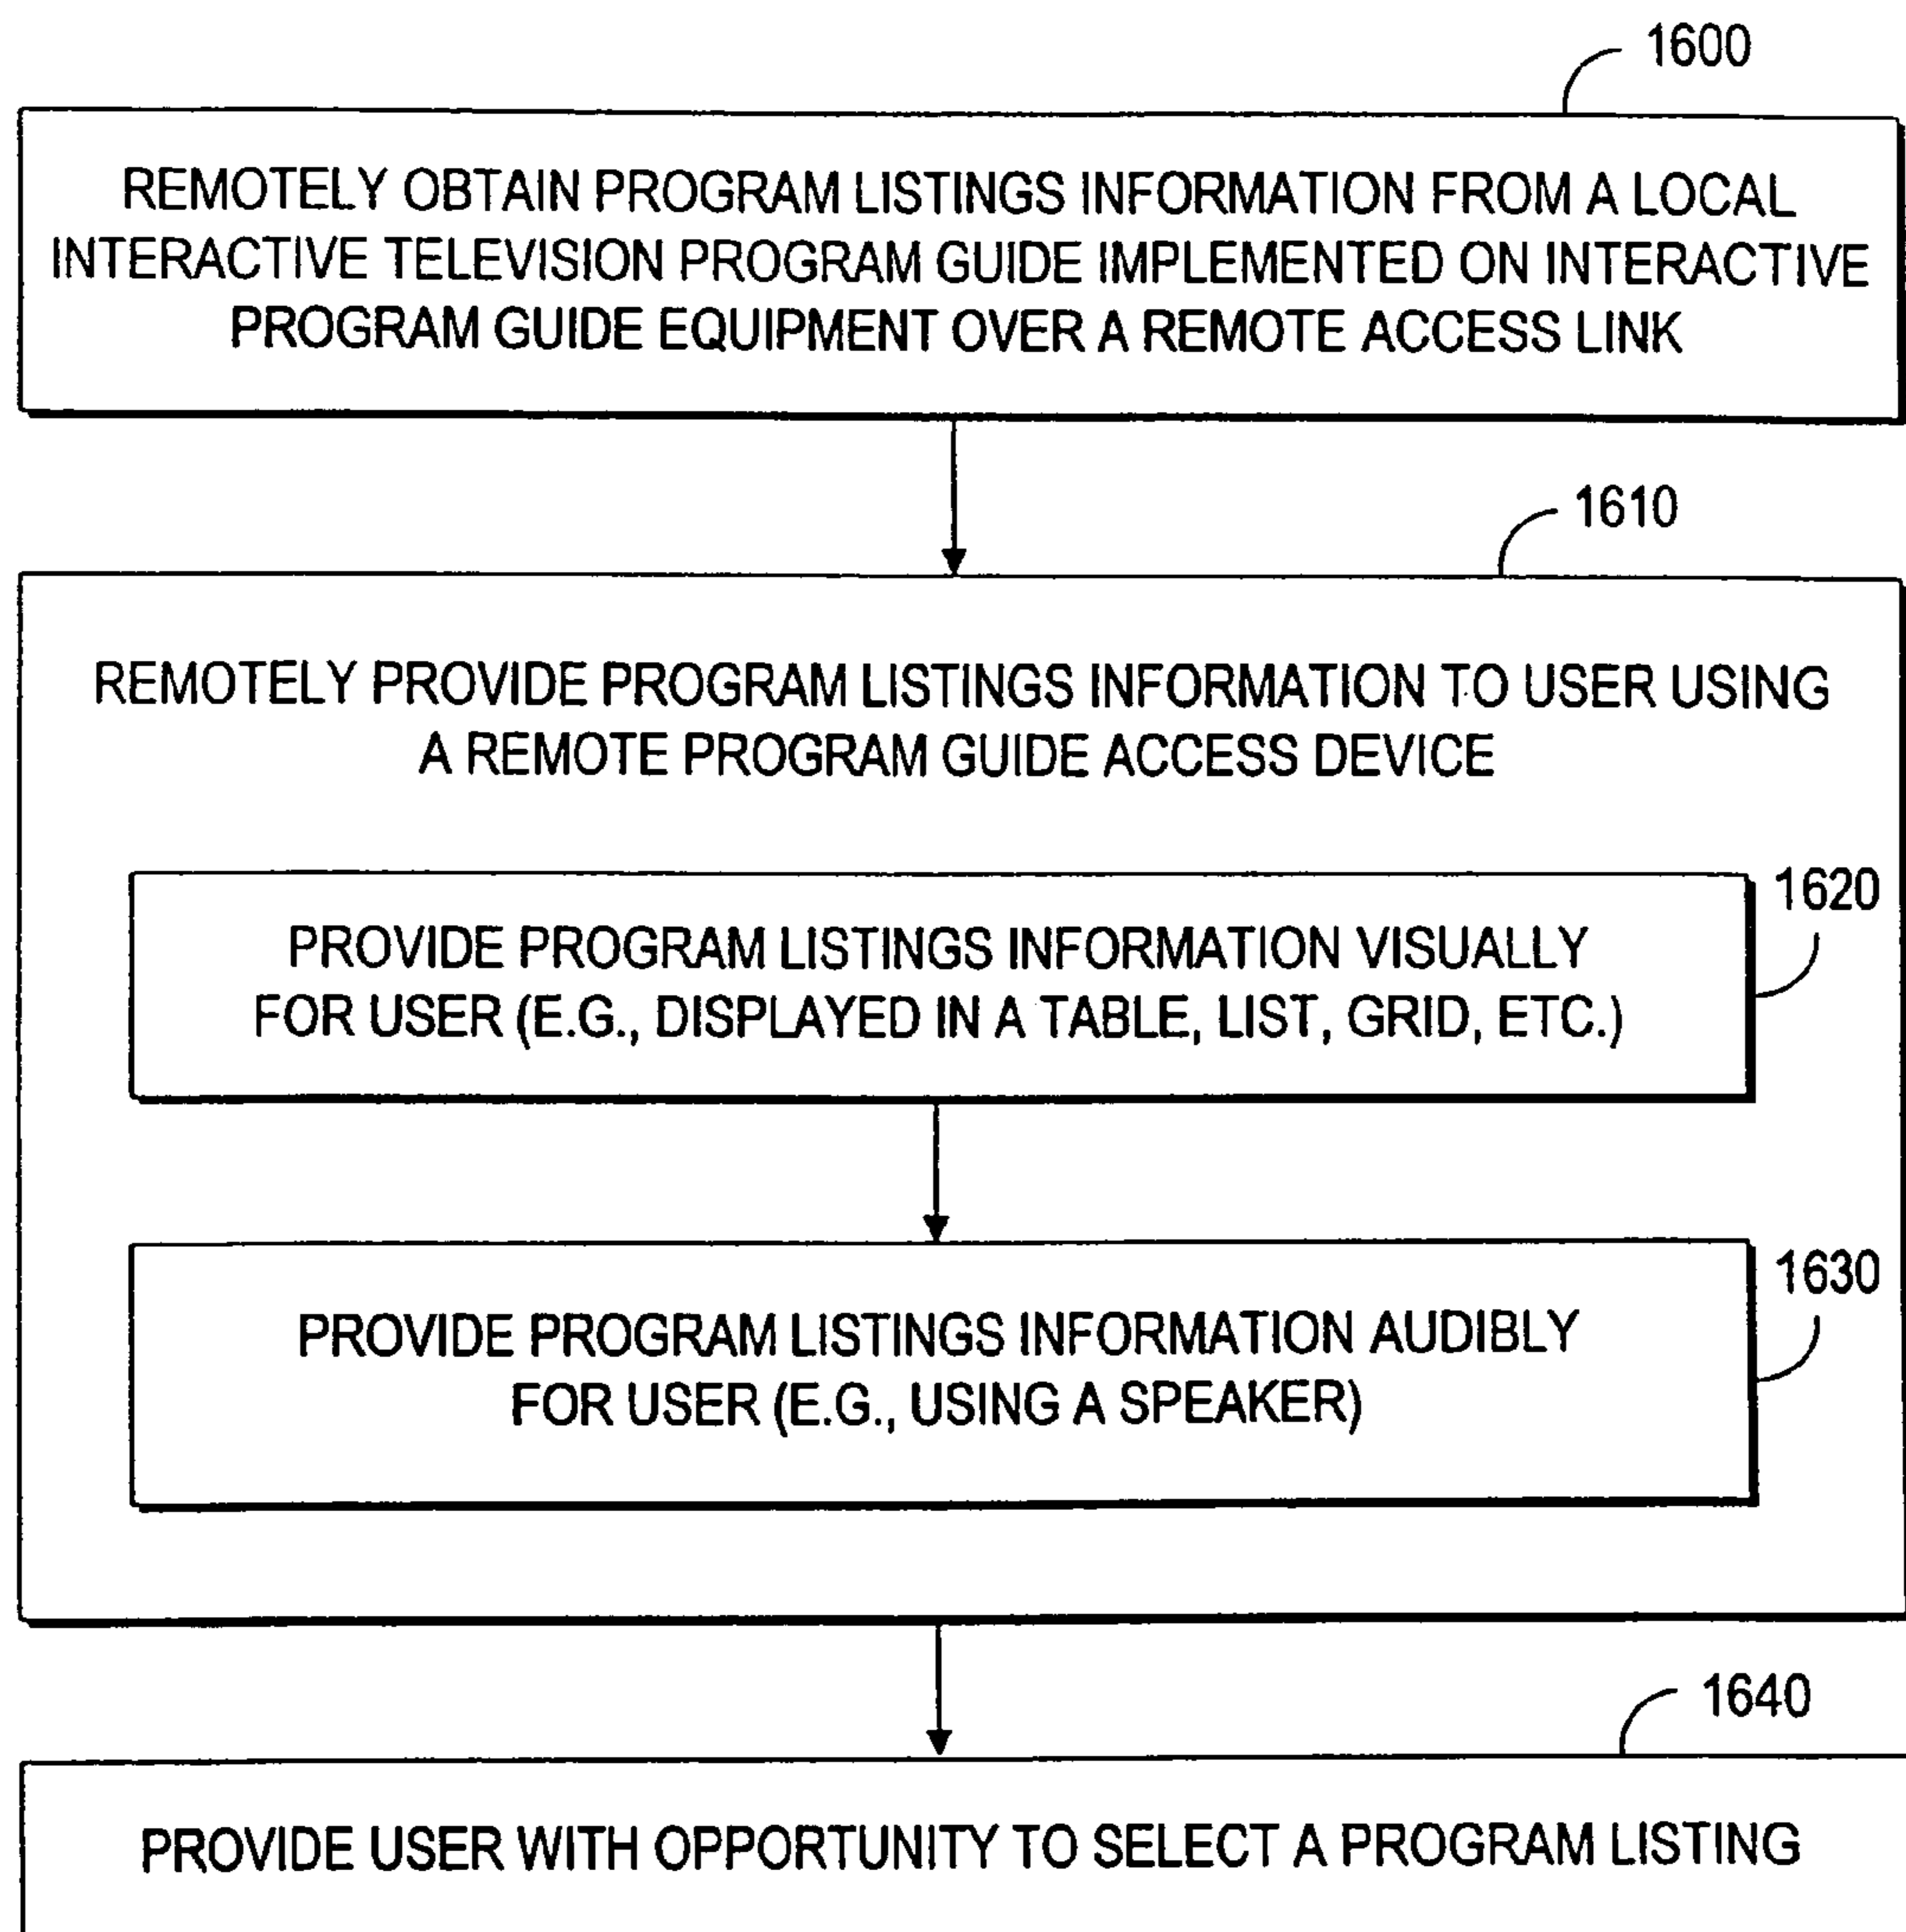 1600
REMOTELY OBTAIN PROGRAM LISTINGS INFORMATION FROM A LOCAL
INTERACTIVE TELEVISION PROGRAM GUIDE IMPLEMENTED ON INTERACTIVE
PROGRAM GUIDE EQUIPMENT OVER A REMOTE ACCESS LINK
1610
REMOTELY PROVIDE PROGRAM LISTINGS INFORMATION TO USER USING
A REMOTE PROGRAM GUIDE ACCESS DEVICE
1620
PROVIDE PROGRAM LISTINGS INFORMATION VISUALLY
FOR USER (E.G., DISPLAYED IN A TABLE, LIST, GRID, ETC.)
1630
PROVIDE PROGRAM LISTINGS INFORMATION AUDIBLY
FOR USER (E.G., USING A SPEAKER)
1640
PROVIDE USER WITH OPPORTUNITY TO SELECT A PROGRAM LISTING